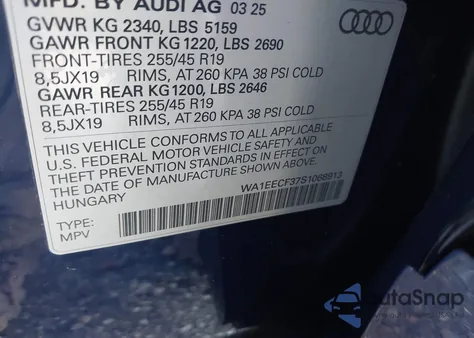 MFD. BY AUDI AG 03 25
GVWR KG 2340, LBS 5159
GAWR FRONT KG1220, LBS 2690
FRONT-TIRES 255/45 R19
8,5JX19 RIMS, AT 260 KPA 38 PSI COLD
GAWR REAR KG1200, LBS 2646
REAR-TIRES 255/45 R19
8,5JX19 RIMS, AT 260 KPA 38 PSI COLD
THIS VEHICLE CONFORMS TO ALL APPLICABLE
U.S. FEDERAL MOTOR VEHICLE SAFETY AND
THEFT PREVENTION STANDARDS IN EFFECT ON
THE DATE OF MANUFACTURE SHOWN ABOVE.
HUNGARY WA1EECF37S1068913
TYPE:
MPV
AutaSnap